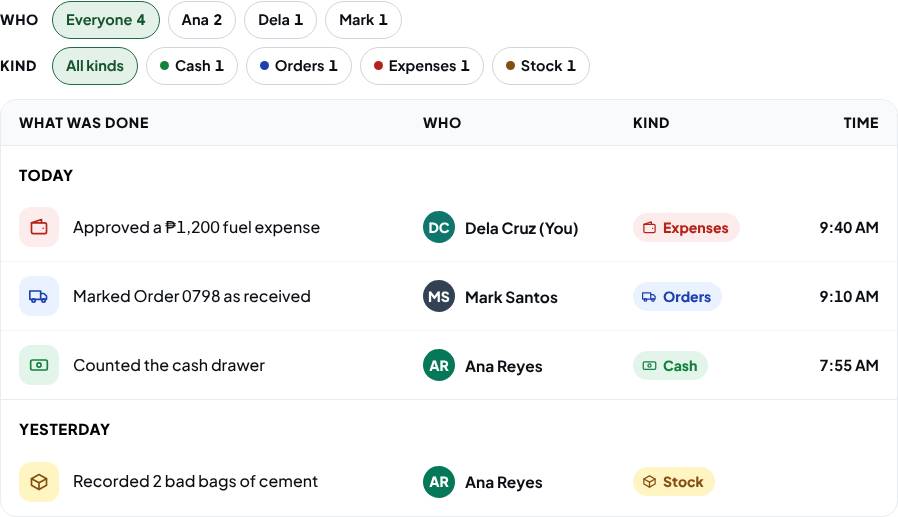 WHO Everyone 4 Ana 2 Dela 1 Mark 1
KIND All kinds Cash 1 Orders 1 Expenses 1 Stock 1
WHAT WAS DONE WHO KIND TIME
TODAY
Approved a ₱1,200 fuel expense DC Dela Cruz (You) Expenses 9:40 AM
Marked Order 0798 as received MS Mark Santos Orders 9:10 AM
Counted the cash drawer AR Ana Reyes Cash 7:55 AM
YESTERDAY
Recorded 2 bad bags of cement AR Ana Reyes Stock